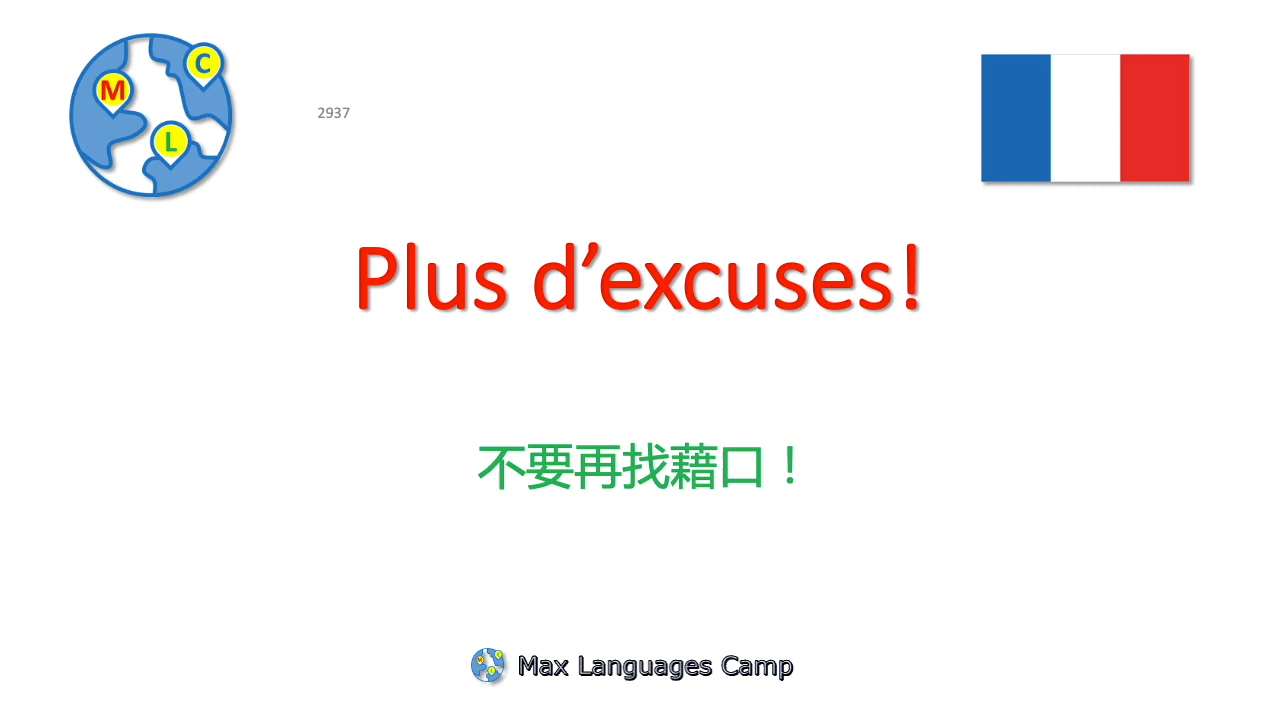 M
C
L
2937
Plus d’excuses!
不要再找藉口！
Max Languages Camp